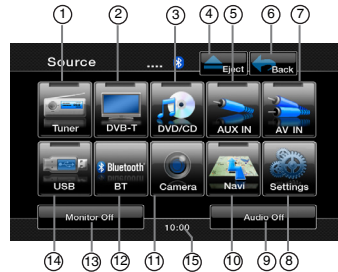 ① ② ③ ④ ⑤ ⑥ ⑦
Source .... Eject Back
Tuner DVB-T DVD/CD AUX IN AV IN
Bluetooth
USB BT Camera Navi Settings
Monitor Off 10:00 Audio Off
⑭ ⑬ ⑫ ⑪ ⑮ ⑩ ⑨ ⑧